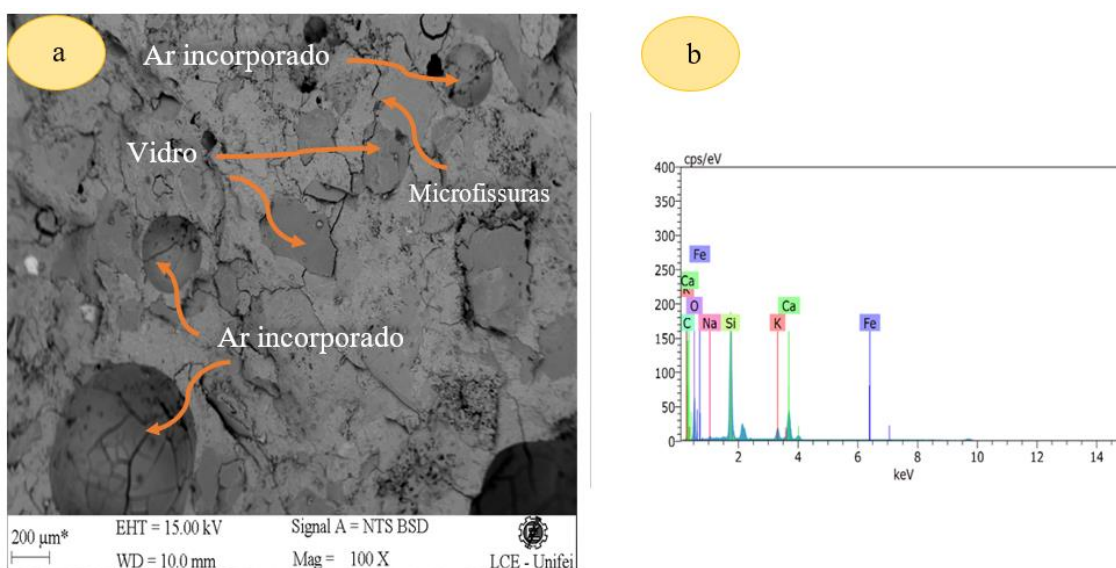 a
Ar incorporado
Vidro
Microfissuras
Ar incorporado
200 μm*
EHT = 15.00 kV
WD = 10.0 mm
Signal A = NTS BSD
Mag = 100 X
LCE - Unifei
b
cps/eV
400
350
300
250
200
150
100
50
0
Fe
Ca
O
C
Na
Si
K
Ca
Fe
2
4
6
8
10
12
14
keV